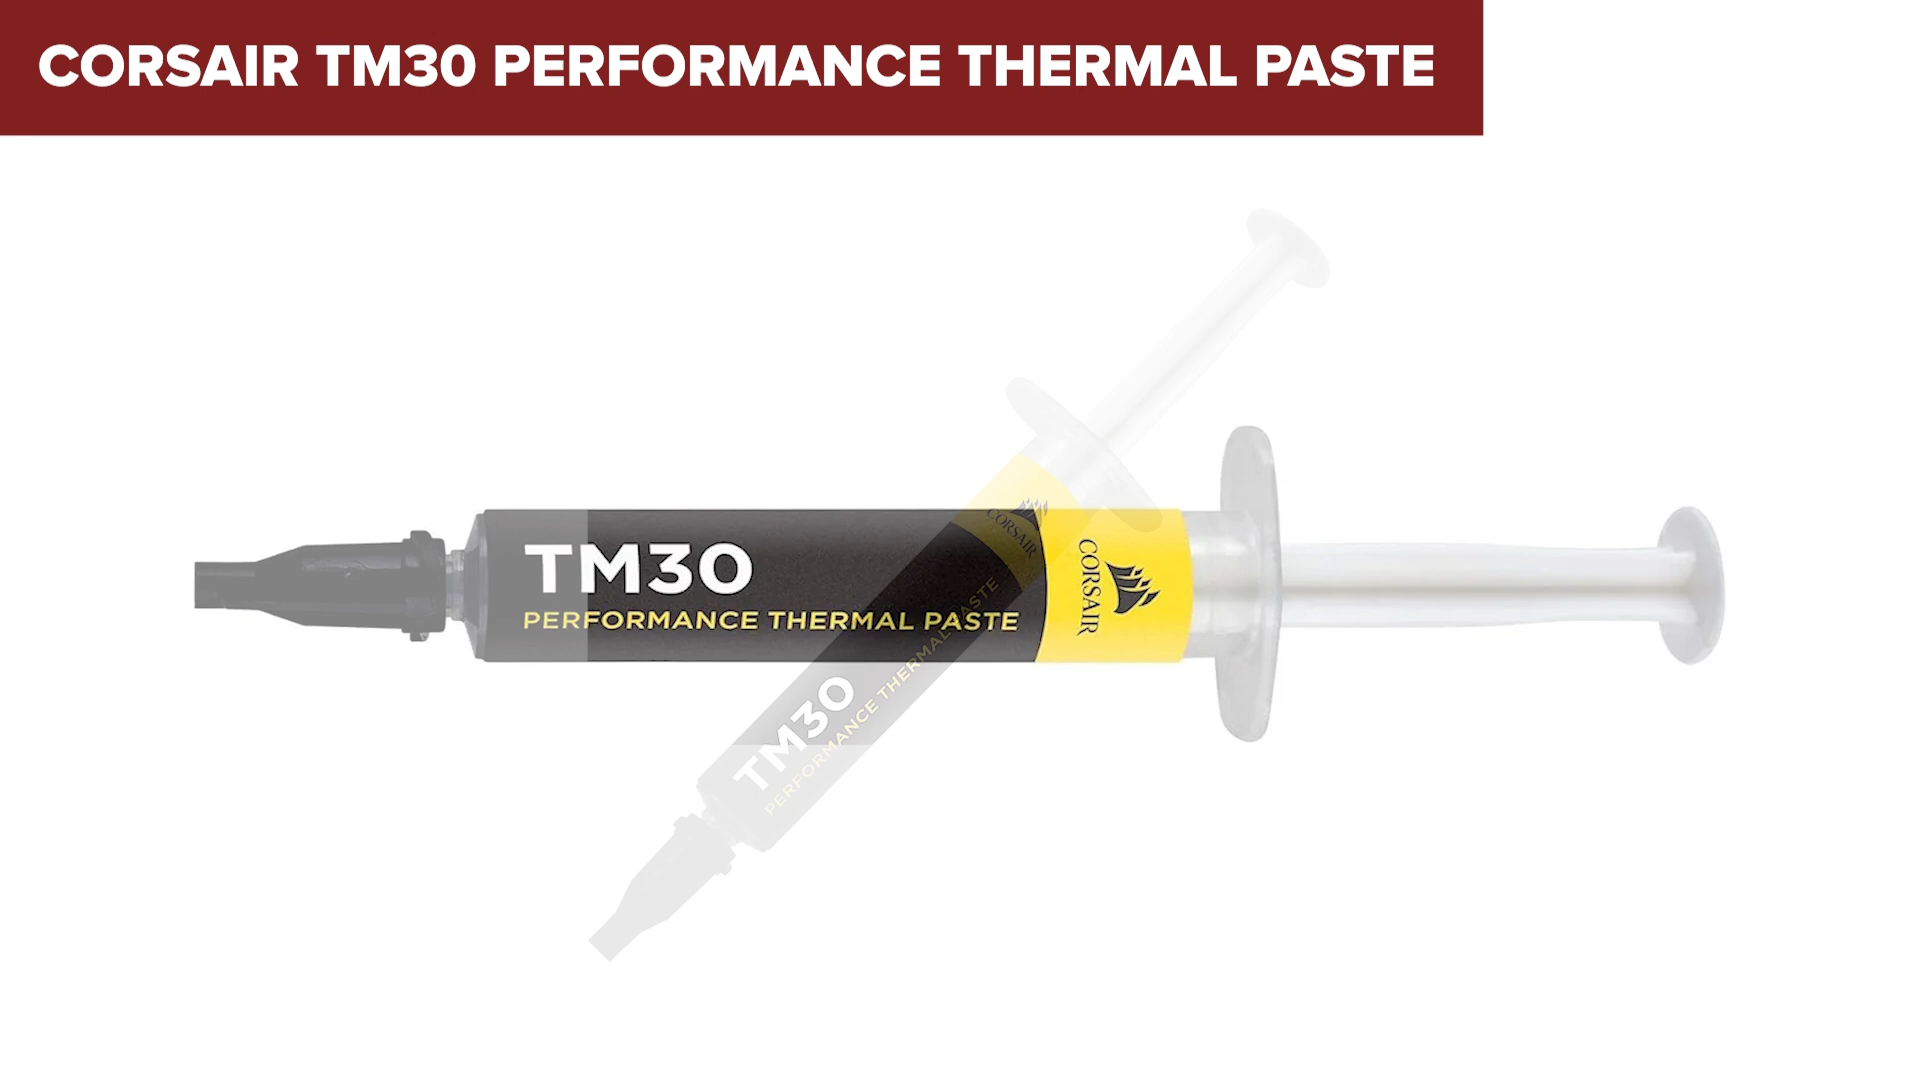 CORSAIR TM30 PERFORMANCE THERMAL PASTE
TM30
PERFORMANCE THERMAL PASTE
CORSAIR
CORSAIR
TM30
PERFORMANCE THERMAL PASTE